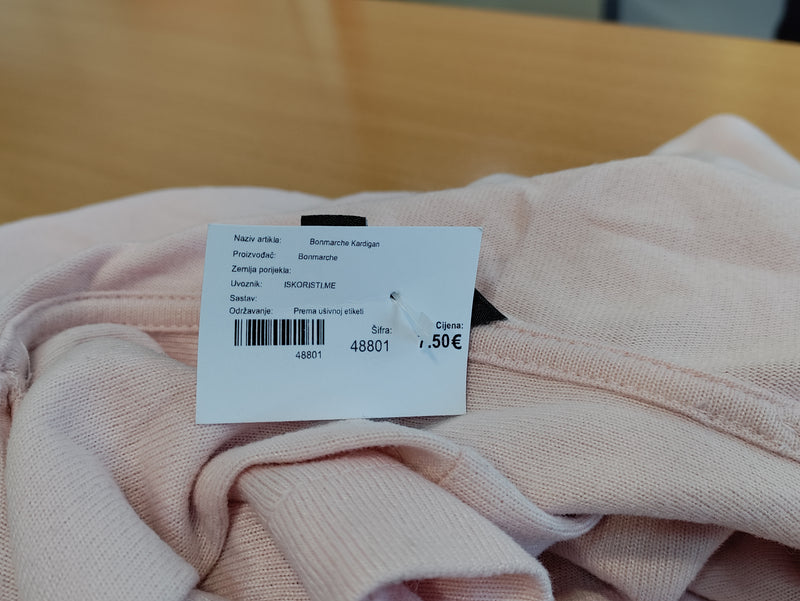 Naziv artikla: Bonmarche Kardigan
Proizvođač: Bonmarche
Zemlja porijekla:
Uvoznik: ISKORISTI.ME
Sastav:
Održavanje: Prema ušivnoj etiketi
48801
Šifra:
48801
Cijena: